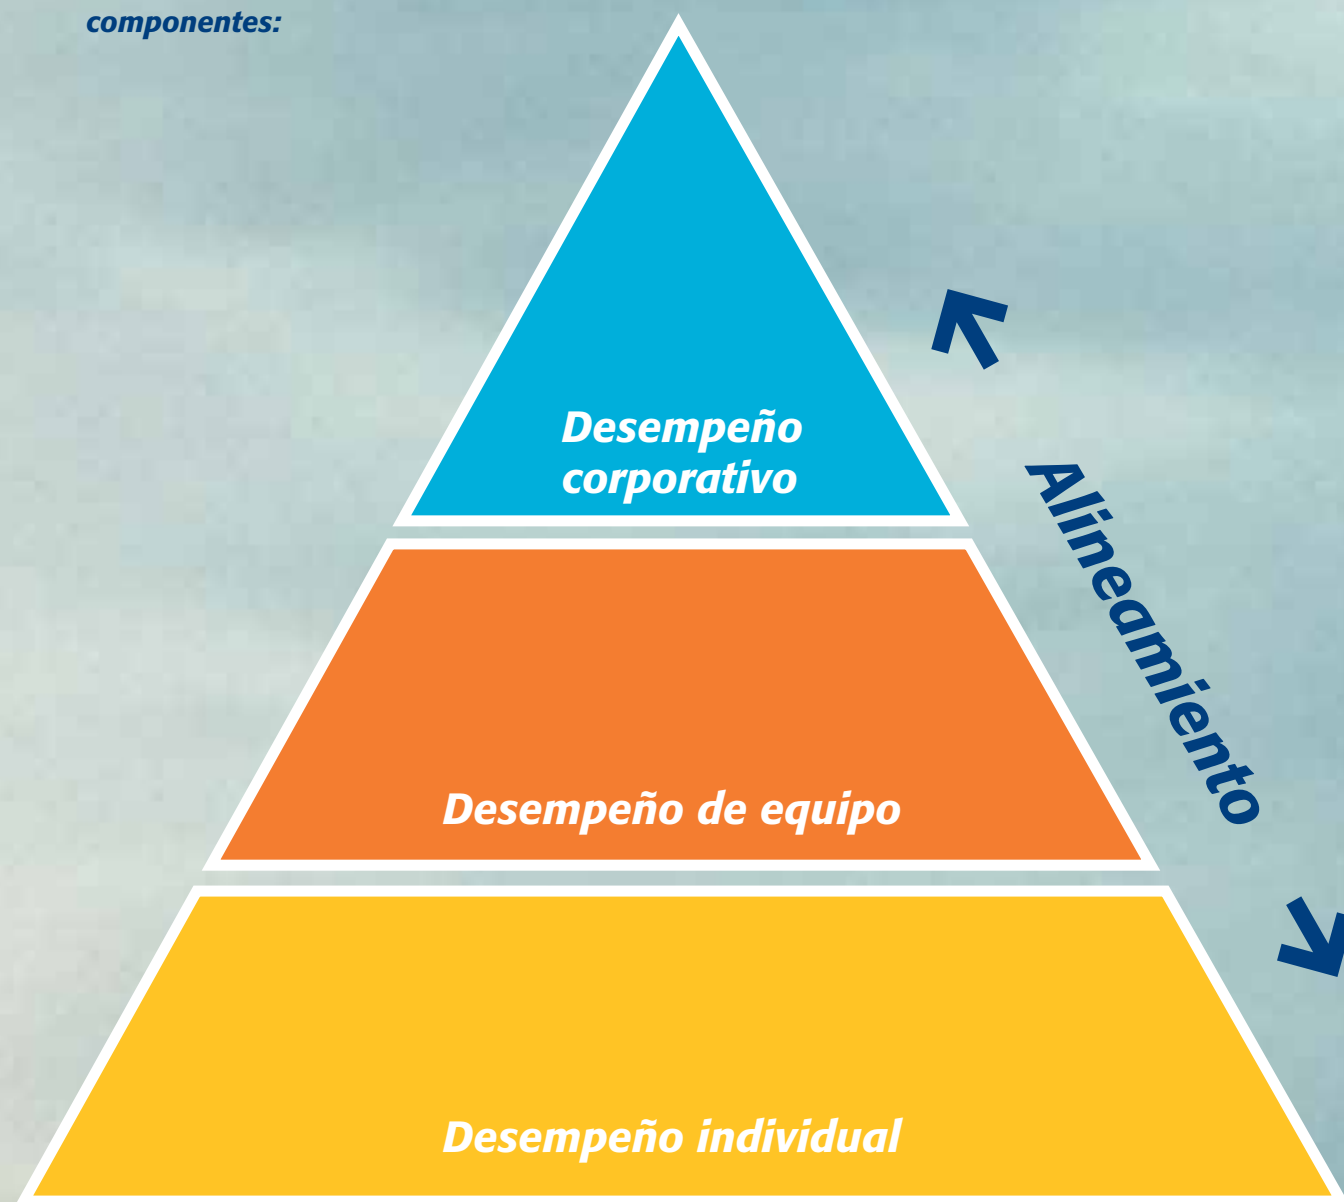 componentes:
Desempeño
corporativo
Alineamiento
Desempeño de equipo
Desempeño individual